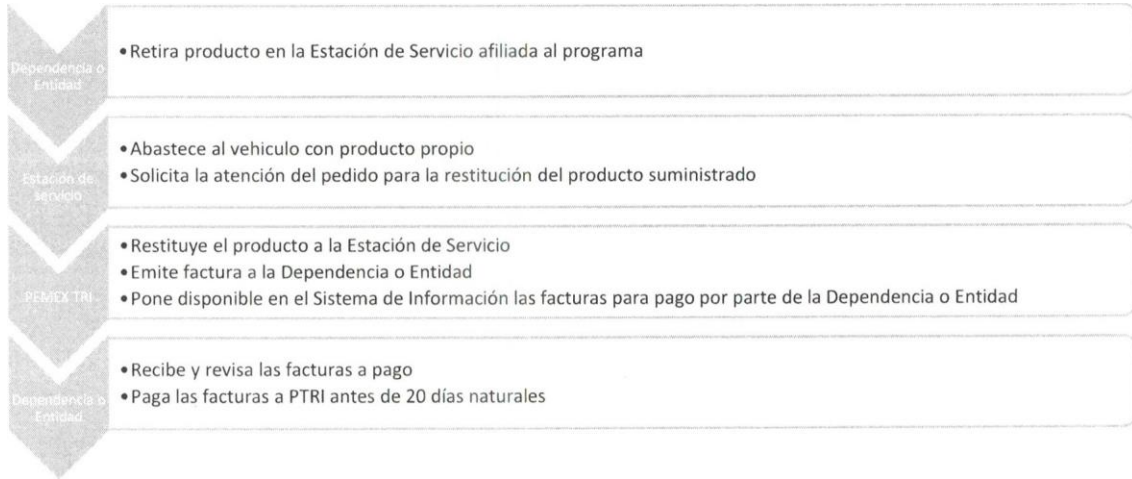 Dependencia o
Entidad
•Retira producto en la Estación de Servicio afiliada al programa
Estación de
servicio
•Abastece al vehiculo con producto propio
•Solicita la atención del pedido para la restitución del producto suministrado
PEMEX TRI
•Restituye el producto a la Estación de Servicio
•Emite factura a la Dependencia o Entidad
•Pone disponible en el Sistema de Información las facturas para pago por parte de la Dependencia o Entidad
Dependencia o
Entidad
•Recibe y revisa las facturas a pago
•Paga las facturas a PTRI antes de 20 días naturales